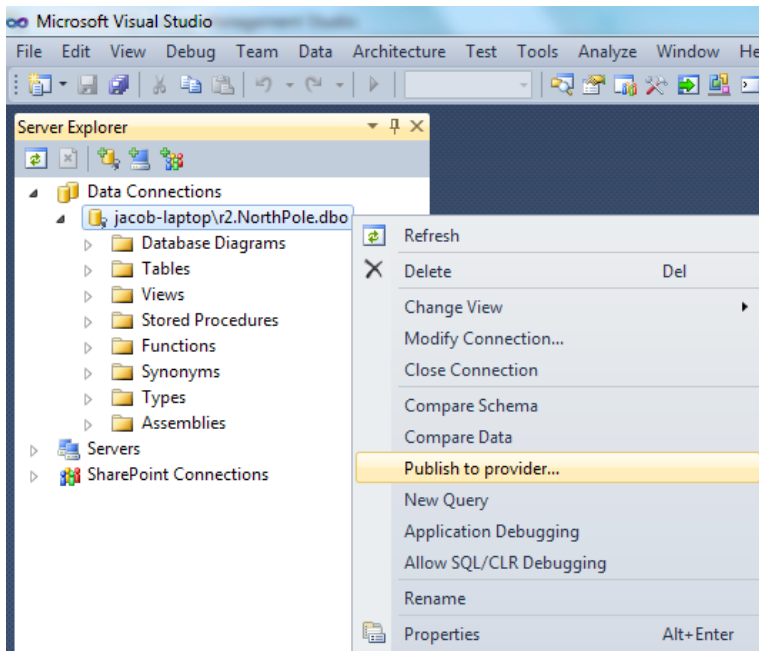 Microsoft Visual Studio
File Edit View Debug Team Data Architecture Test Tools Analyze Window He
Server Explorer
Data Connections
jacob-laptop\r2.NorthPole.dbo
Database Diagrams
Tables
Views
Stored Procedures
Functions
Synonyms
Types
Assemblies
Servers
SharePoint Connections
Refresh
Delete Del
Change View
Modify Connection...
Close Connection
Compare Schema
Compare Data
Publish to provider...
New Query
Application Debugging
Allow SQL/CLR Debugging
Rename
Properties Alt+Enter